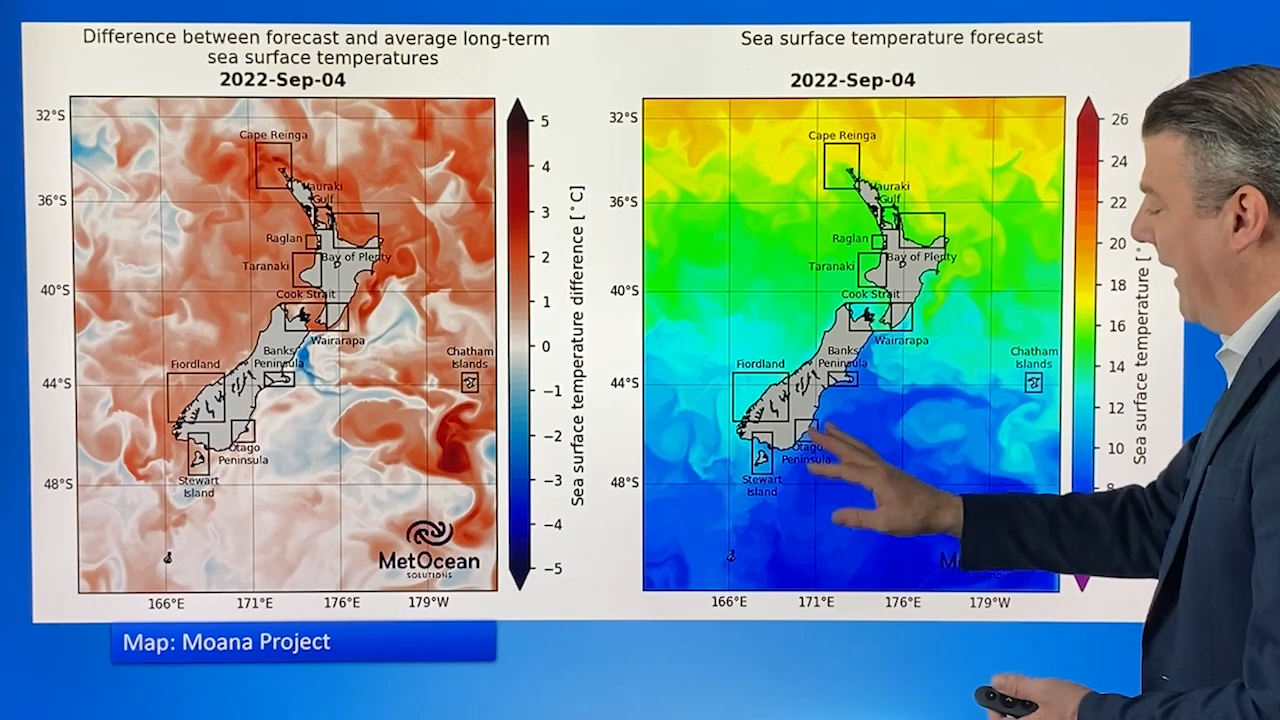 Difference between forecast and average long-term
sea surface temperatures
2022-Sep-04
32°S
36°S
40°S
44°S
48°S
166°E
171°E
176°E
179°W
Cape Reinga
Hauraki
Gulf
Raglan
Bay of Plenty
Taranaki
Cook Strait
Wairarapa
Banks
Peninsula
Fiordland
Chatham
Islands
Otago
Peninsula
Stewart
Island
MetOcean
SOLUTIONS
5
4
3
2
1
0
−1
−2
−3
−4
−5
Sea surface temperature difference [°C]
Sea surface temperature forecast
2022-Sep-04
32°S
36°S
40°S
44°S
48°S
166°E
171°E
176°E
179°W
Cape Reinga
Hauraki
Gulf
Raglan
Bay of Plenty
Taranaki
Cook Strait
Wairarapa
Banks
Peninsula
Fiordland
Chatham
Islands
Otago
Peninsula
Stewart
Island
26
24
22
20
18
16
14
12
10
8
Sea surface temperature [°
Map: Moana Project